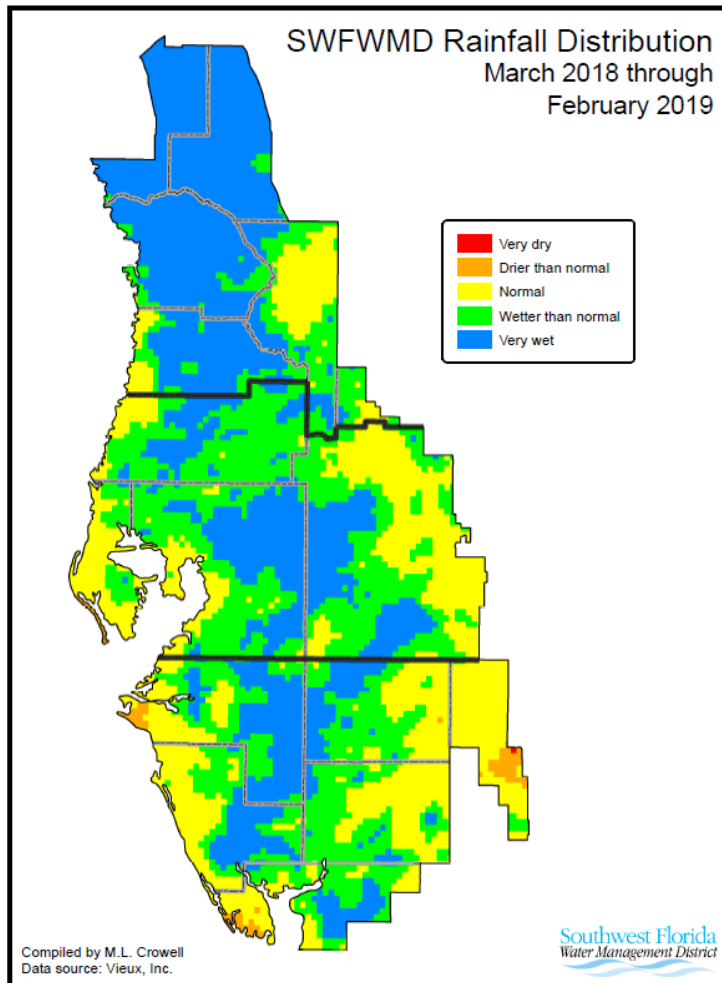 SWFWMD Rainfall Distribution
March 2018 through
February 2019
Very dry
Drier than normal
Normal
Wetter than normal
Very wet
Compiled by M.L. Crowell
Data source: Vieux, Inc.
Southwest Florida
Water Management District